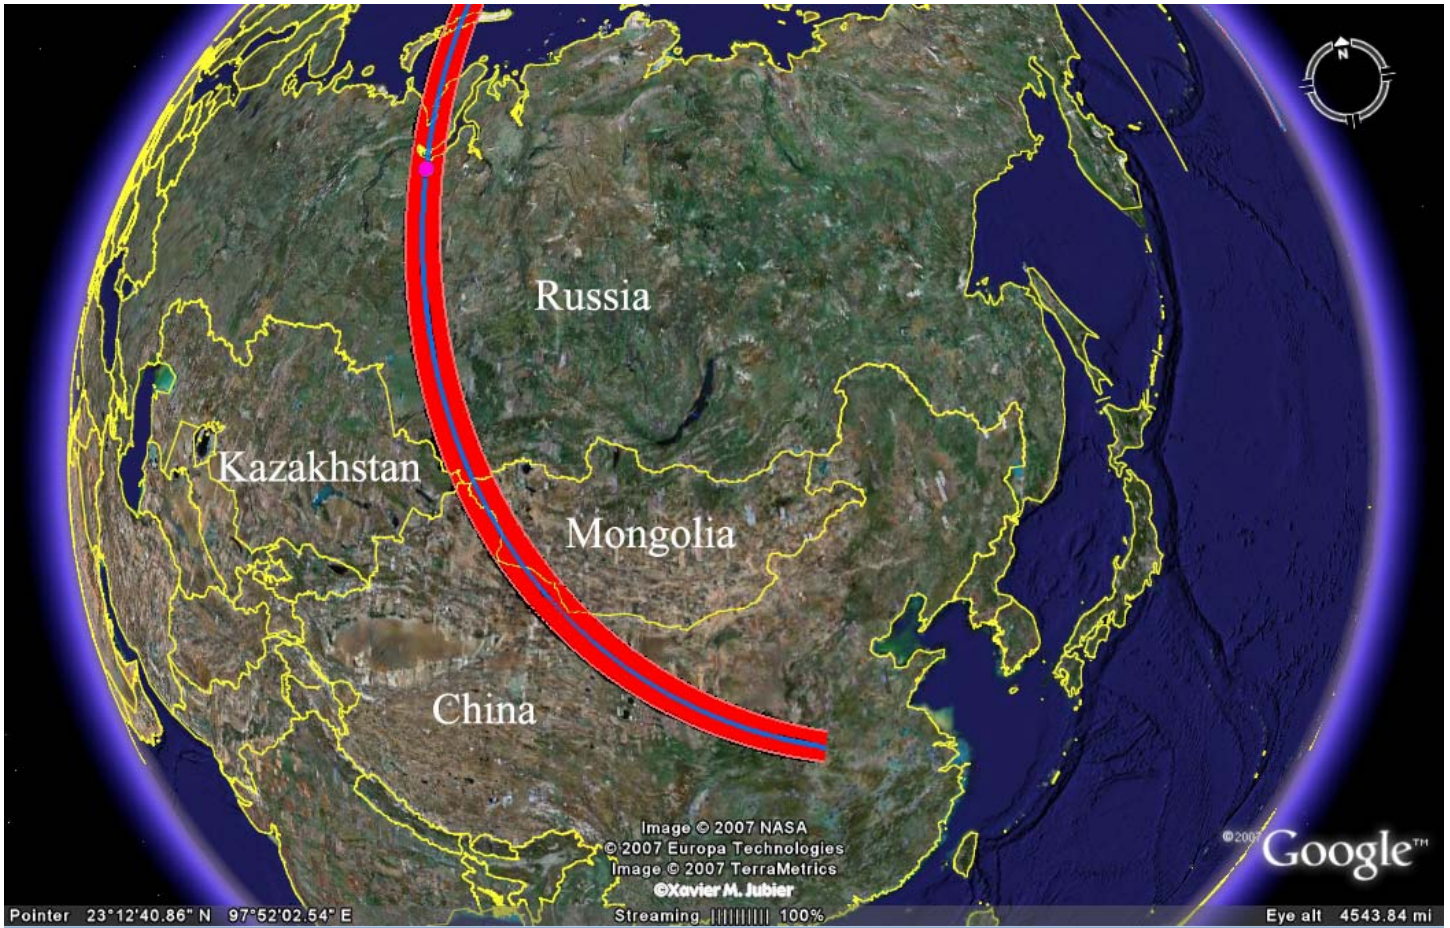 N
Russia
Kazakhstan
Mongolia
China
Image © 2007 NASA
© 2007 Europa Technologies
Image © 2007 TerraMetrics
©Xavier M. Jubier
©2007
Google™
Pointer 23°12'40.86" N 97°52'02.54" E
Streaming |||||||||| 100%
Eye alt 4543.84 mi